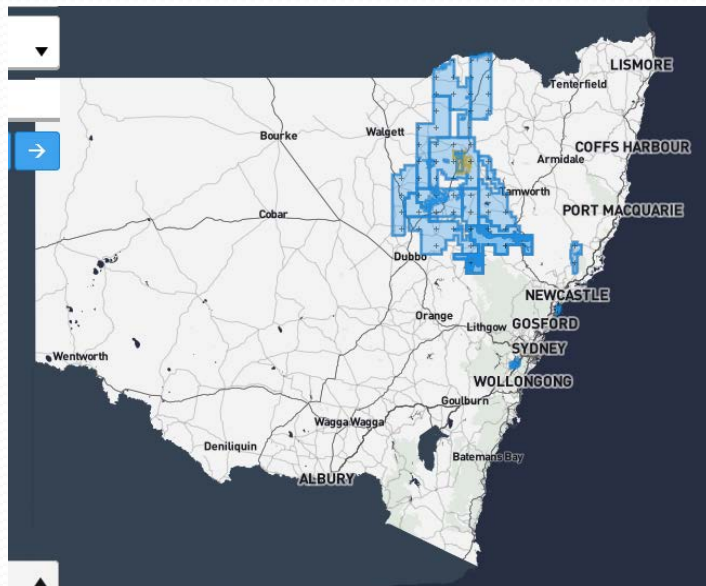 LISMORE
Tenterfield
Bourke
Walgett
COFFS HARBOUR
Armidale
Tamworth
Cobar
PORT MACQUARIE
Dubbo
NEWCASTLE
Orange
Lithgow
GOSFORD
SYDNEY
Wentworth
WOLLONGONG
Goulburn
Wagga Wagga
Deniliquin
Batemans Bay
ALBURY